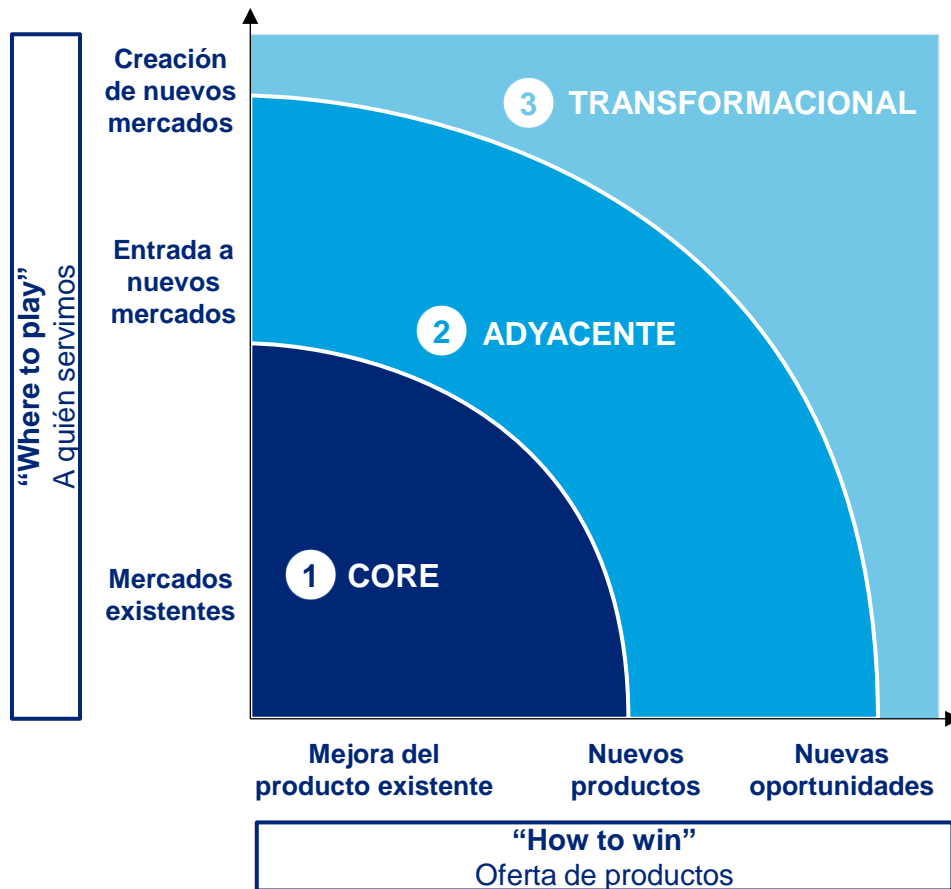 “Where to play”
A quién servimos
Creación
de nuevos
mercados
Entrada a
nuevos
mercados
Mercados
existentes
3 TRANSFORMACIONAL
2 ADYACENTE
1 CORE
Mejora del
producto existente
Nuevos
productos
Nuevas
oportunidades
“How to win”
Oferta de productos